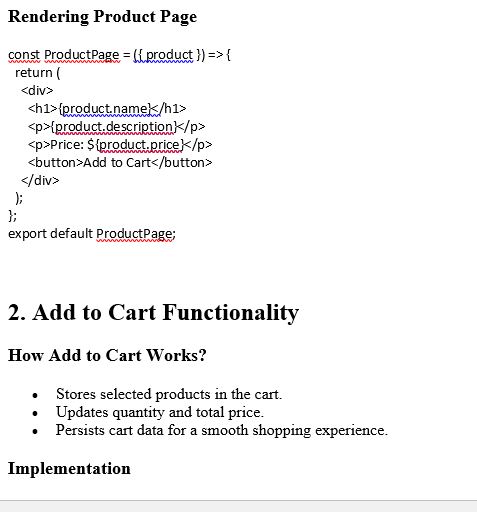 Rendering Product Page
const ProductPage = ({ product }) => {
return (
<div>
<h1>{product.name}</h1>
<p>{product.description}</p>
<p>Price: ${product.price}</p>
<button>Add to Cart</button>
</div>
);
};
export default ProductPage;
2. Add to Cart Functionality
How Add to Cart Works?
• Stores selected products in the cart.
• Updates quantity and total price.
• Persists cart data for a smooth shopping experience.
Implementation